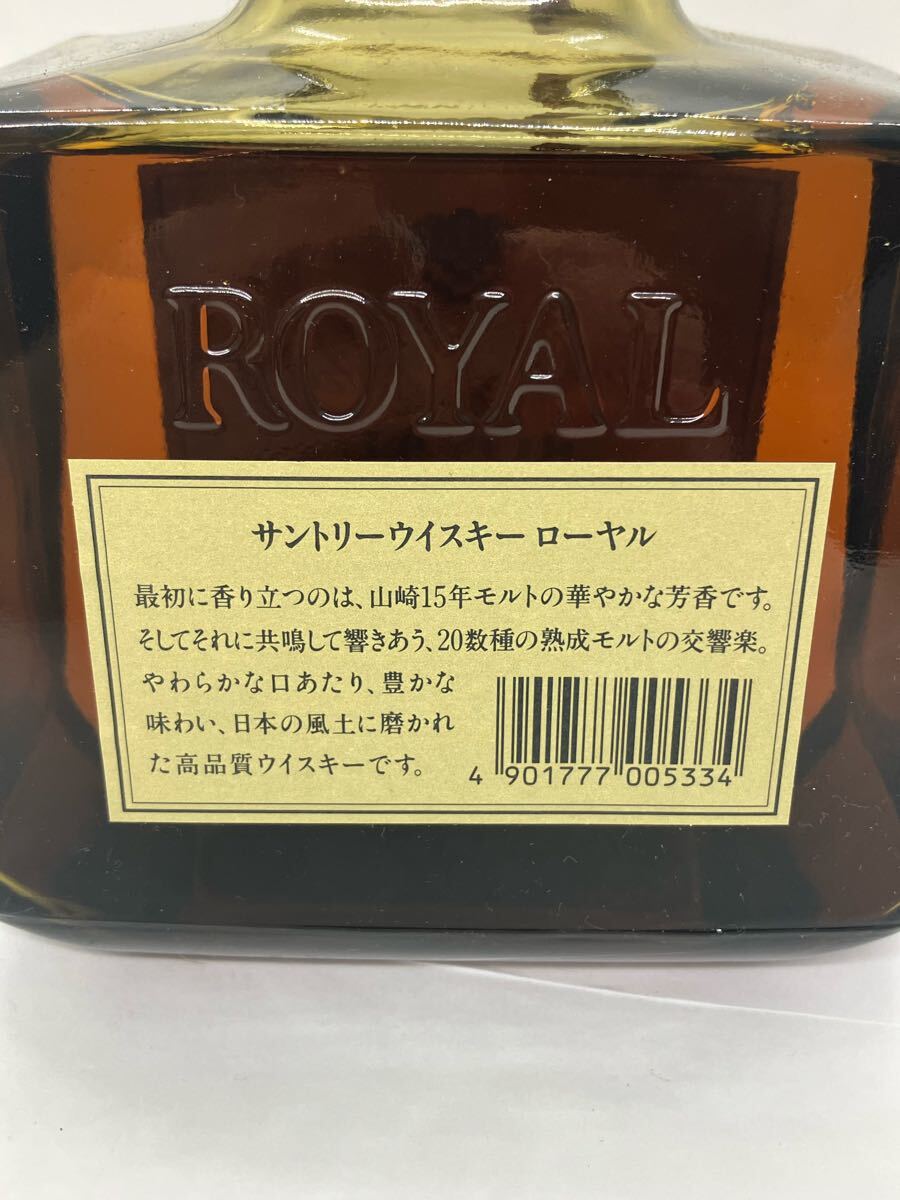 ROYAL
サントリーウイスキー ローヤル
最初に香り立つのは、山崎15年モルトの華やかな芳香です。
そしてそれに共鳴して響きあう、20数種の熟成モルトの交響楽。
やわらかな口あたり、豊かな
味わい、日本の風土に磨かれ
た高品質ウイスキーです。
4 901777 005334